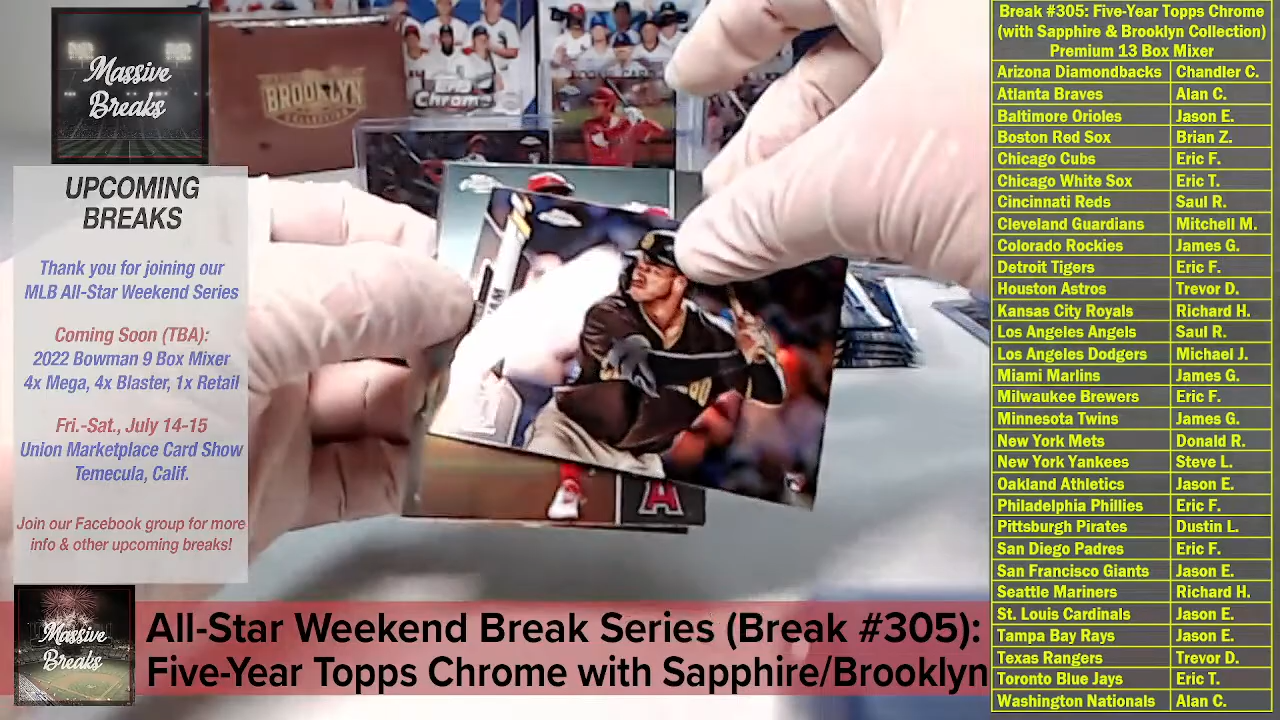 Massive
Breaks
UPCOMING
BREAKS
Thank you for joining our
MLB All-Star Weekend Series
Coming Soon (TBA):
2022 Bowman 9 Box Mixer
4x Mega, 4x Blaster, 1x Retail
Fri.-Sat., July 14-15
Union Marketplace Card Show
Temecula, Calif.
Join our Facebook group for more
info & other upcoming breaks!
BROOKLYN
Chrome
A
Massive
Breaks
All-Star Weekend Break Series (Break #305):
Five-Year Topps Chrome with Sapphire/Brooklyn
Break #305: Five-Year Topps Chrome
(with Sapphire & Brooklyn Collection)
Premium 13 Box Mixer
Arizona Diamondbacks Chandler C.
Atlanta Braves Alan C.
Baltimore Orioles Jason E.
Boston Red Sox Brian Z.
Chicago Cubs Eric F.
Chicago White Sox Eric T.
Cincinnati Reds Saul R.
Cleveland Guardians Mitchell M.
Colorado Rockies James G.
Detroit Tigers Eric F.
Houston Astros Trevor D.
Kansas City Royals Richard H.
Los Angeles Angels Saul R.
Los Angeles Dodgers Michael J.
Miami Marlins James G.
Milwaukee Brewers Eric F.
Minnesota Twins James G.
New York Mets Donald R.
New York Yankees Steve L.
Oakland Athletics Jason E.
Philadelphia Phillies Eric F.
Pittsburgh Pirates Dustin L.
San Diego Padres Eric F.
San Francisco Giants Jason E.
Seattle Mariners Richard H.
St. Louis Cardinals Jason E.
Tampa Bay Rays Jason E.
Texas Rangers Trevor D.
Toronto Blue Jays Eric T.
Washington Nationals Alan C.